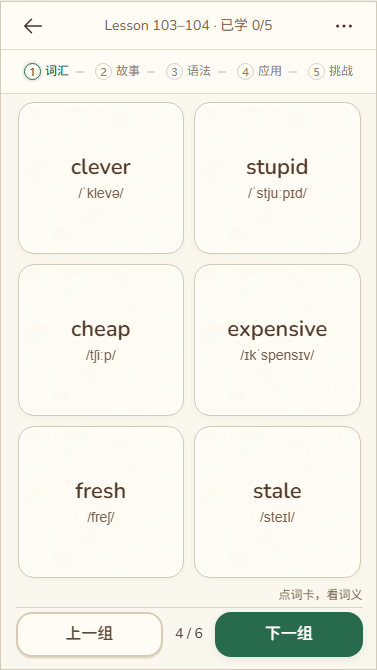 Lesson 103–104 · 已学 0/5
1 词汇 – 2 故事 – 3 语法 – 4 应用 – 5 挑战
clever
/ˈklevə/
stupid
/ˈstjuːpɪd/
cheap
/tʃiːp/
expensive
/ɪkˈspensɪv/
fresh
/freʃ/
stale
/steɪl/
点词卡，看词义
上一组 4 / 6 下一组